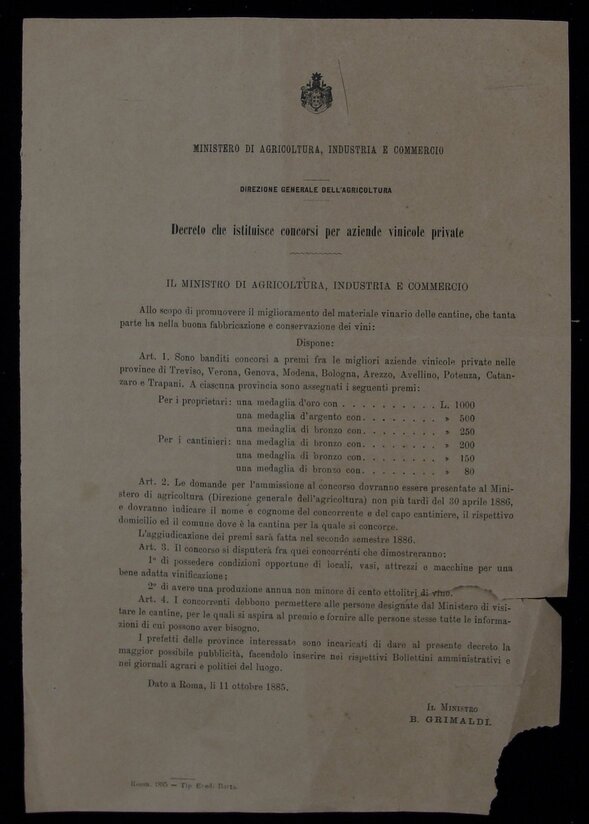 MINISTERO DI AGRICOLTURA, INDUSTRIA E COMMERCIO
DIREZIONE GENERALE DELL'AGRICOLTURA
Decreto che istituisce concorsi per aziende vinicole private
IL MINISTRO DI AGRICOLTURA, INDUSTRIA E COMMERCIO
Allo scopo di promuovere il miglioramento del materiale vinario delle cantine, che tanta
parte ha nella buona fabbricazione e conservazione dei vini:
Dispone:
Art. 1. Sono banditi concorsi a premi fra le migliori aziende vinicole private nelle
province di Treviso, Verona, Genova, Modena, Bologna, Arezzo, Avellino, Potenza, Catan-
zaro e Trapani. A ciascuna provincia sono assegnati i seguenti premi:
Per i proprietari: una medaglia d'oro con . . . . . . . . . . L. 1000
una medaglia d'argento con. . . . . . . . » 500
una medaglia di bronzo con. . . . . . . . » 250
Per i cantinieri: una medaglia di bronzo con. . . . . . . . » 200
una medaglia di bronzo con. . . . . . . . » 150
una medaglia di bronzo con. . . . . . . . » 80
Art. 2. Le domande per l'ammissione al concorso dovranno essere presentate al Mini-
stero di agricoltura (Direzione generale dell'agricoltura) non più tardi del 30 aprile 1886,
e dovranno indicare il nome e cognome del concorrente e del capo cantiniere, il rispettivo
domicilio ed il comune dove è la cantina per la quale si concorre.
L'aggiudicazione dei premi sarà fatta nel secondo semestre 1886.
Art. 3. Il concorso si disputerà fra quei concorrenti che dimostreranno:
1° di possedere condizioni opportune di locali, vasi, attrezzi e macchine per una
bene adatta vinificazione;
2° di avere una produzione annua non minore di cento ettolitri di vino.
Art. 4. I concorrenti debbono permettere alle persone designate dal Ministero di visi-
tare le cantine, per le quali si aspira al premio e fornire alle persone stesse tutte le informa-
zioni di cui possono aver bisogno.
I prefetti delle province interessate sono incaricati di dare al presente decreto la
maggior possibile pubblicità, facendolo inserire nei rispettivi Bollettini amministrativi e
nei giornali agrari e politici del luogo.
Dato a Roma, li 11 ottobre 1885.
IL MINISTRO
B. GRIMALDI.
Roma, 1885 — Tip. Eredi Botta.